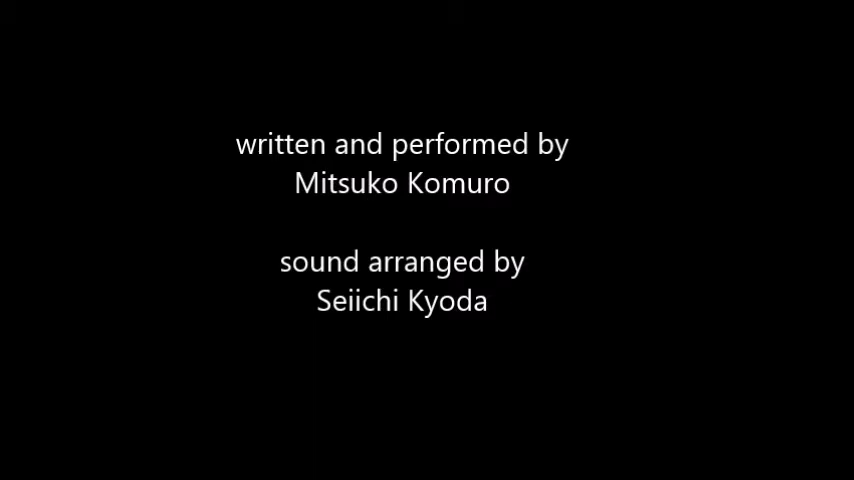 written and performed by
Mitsuko Komuro
sound arranged by
Seiichi Kyoda